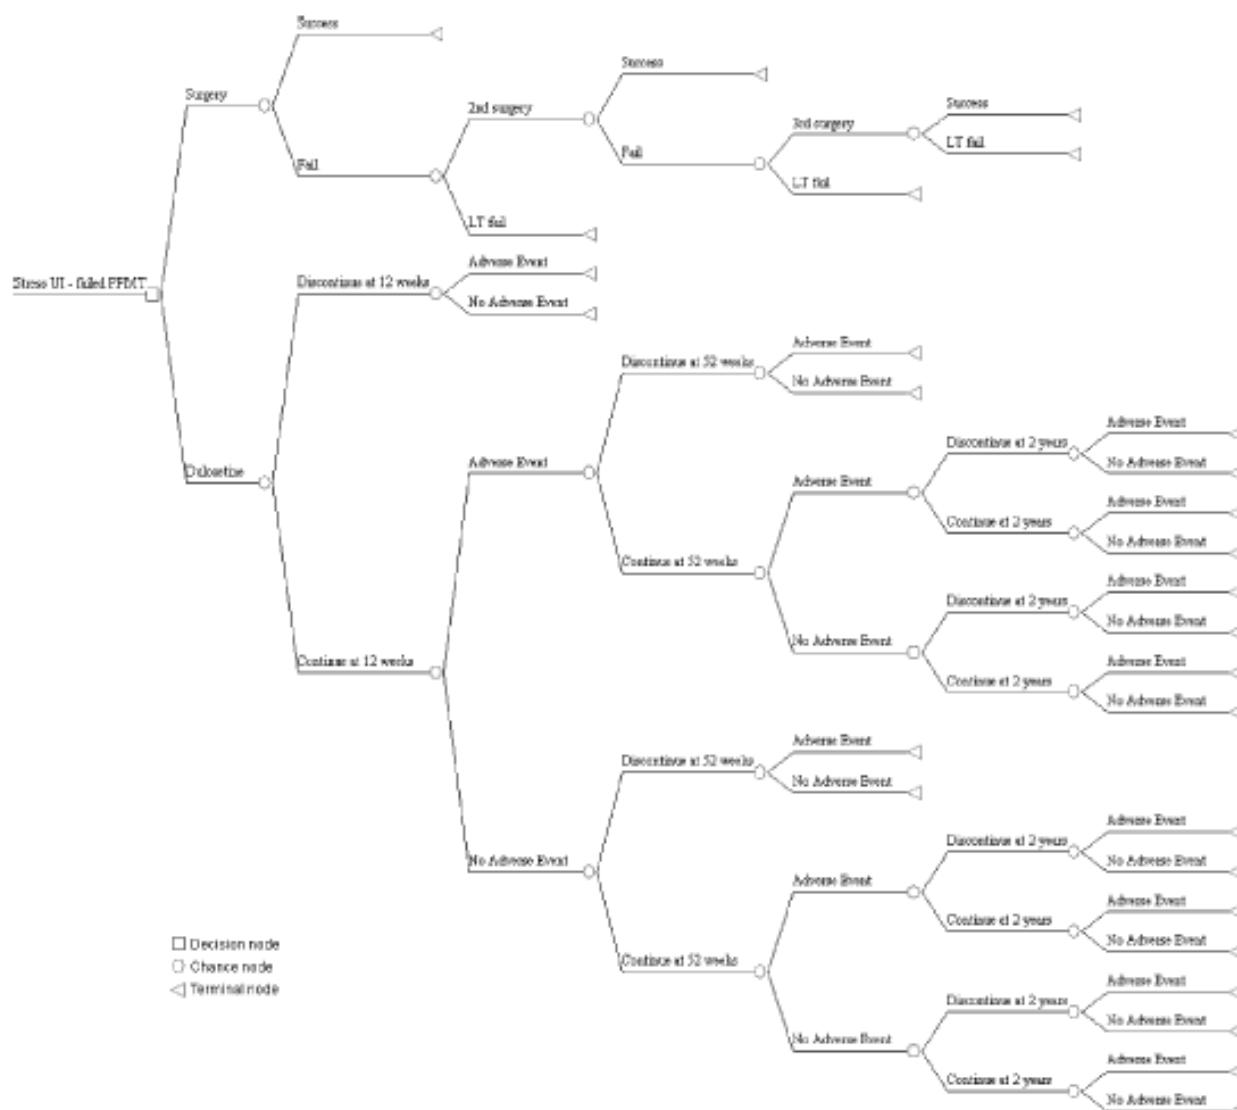 Success
Surgery
Success
2nd surgery
Success
3rd surgery
Fail
Fail
LT fail
LT fail
LT fail
Adverse Event
Stress UI - failed PFMT
Discontinue at 12 weeks
No Adverse Event
Adverse Event
Discontinue at 52 weeks
No Adverse Event
Adverse Event
Discontinue at 2 years
Duloxetine
Adverse Event
Adverse Event
No Adverse Event
Adverse Event
Continue at 2 years
No Adverse Event
Continue at 52 weeks
Adverse Event
Discontinue at 2 years
No Adverse Event
No Adverse Event
Continue at 12 weeks
Adverse Event
Continue at 2 years
No Adverse Event
Adverse Event
Discontinue at 52 weeks
No Adverse Event
Adverse Event
Discontinue at 2 years
No Adverse Event
No Adverse Event
Adverse Event
Adverse Event
Continue at 2 years
No Adverse Event
Continue at 52 weeks
Adverse Event
Discontinue at 2 years
No Adverse Event
No Adverse Event
Adverse Event
Continue at 2 years
No Adverse Event
Decision node
Chance node
Terminal node